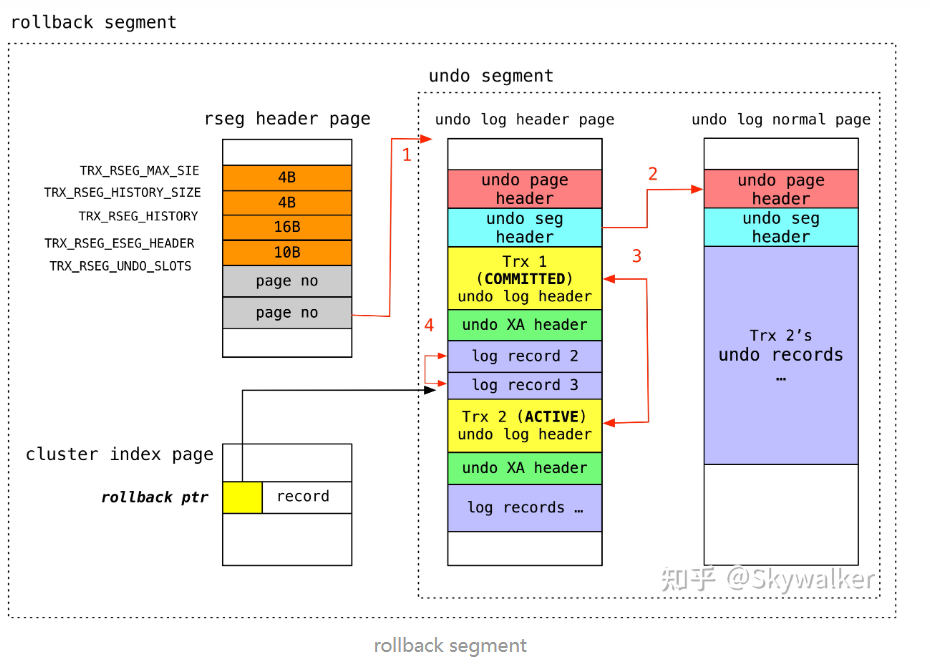 rollback segment
undo segment
rseg header page
undo log header page
undo log normal page
TRX_RSEG_MAX_SIE
TRX_RSEG_HISTORY_SIZE
TRX_RSEG_HISTORY
TRX_RSEG_ESEG_HEADER
TRX_RSEG_UNDO_SLOTS
4B
4B
16B
10B
page no
page no
1
undo page
header
undo seg
header
Trx 1
(COMMITTED)
undo log header
undo XA header
log record 2
log record 3
Trx 2 (ACTIVE)
undo log header
undo XA header
log records …
2
3
4
undo page
header
undo seg
header
Trx 2’s
undo records
…
cluster index page
rollback ptr
record
知乎 @Skywalker
rollback segment